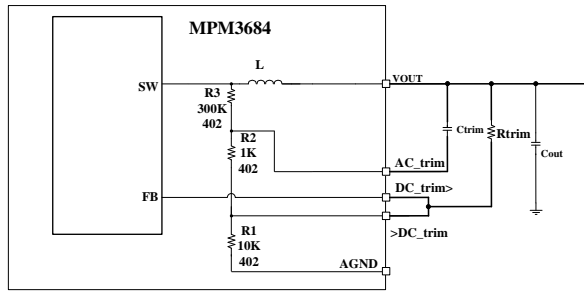 MPM3684
L
SW
VOUT
R3
300K
402
Ctrim
Rtrim
R2
1K
402
Cout
AC_trim
FB
DC_trim>
>DC_trim
R1
10K
402
AGND